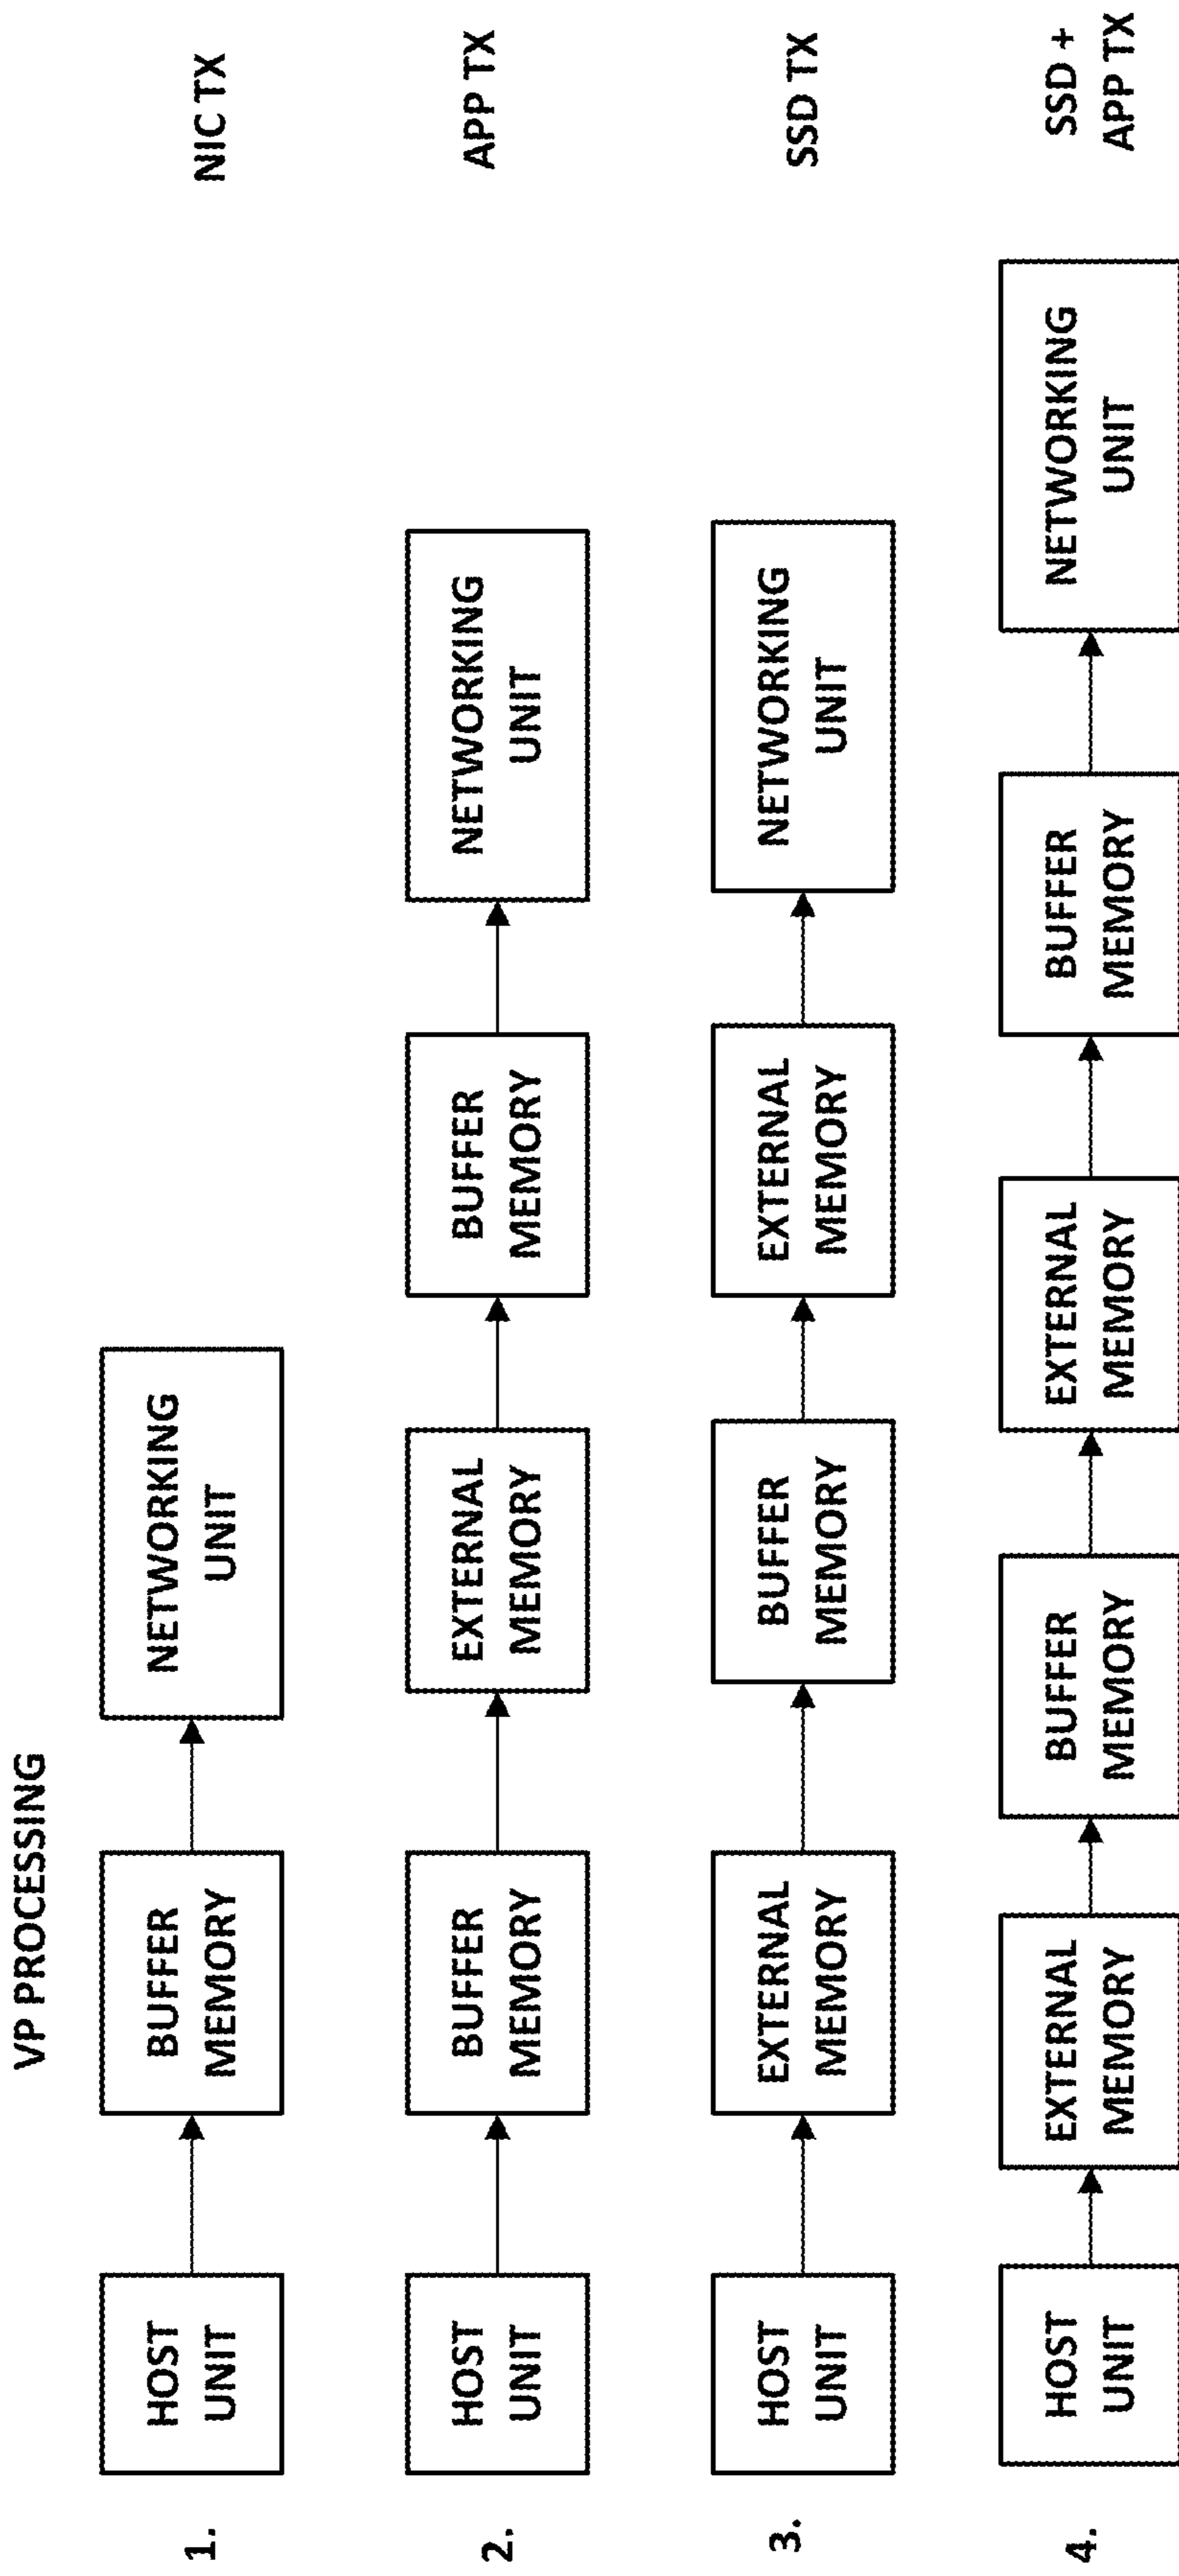 VP PROCESSING
1.
HOST
UNIT
BUFFER
MEMORY
NETWORKING
UNIT
NIC TX
2.
HOST
UNIT
BUFFER
MEMORY
EXTERNAL
MEMORY
BUFFER
MEMORY
NETWORKING
UNIT
APP TX
3.
HOST
UNIT
EXTERNAL
MEMORY
BUFFER
MEMORY
EXTERNAL
MEMORY
NETWORKING
UNIT
SSD TX
4.
HOST
UNIT
EXTERNAL
MEMORY
BUFFER
MEMORY
EXTERNAL
MEMORY
BUFFER
MEMORY
NETWORKING
UNIT
SSD +
APP TX